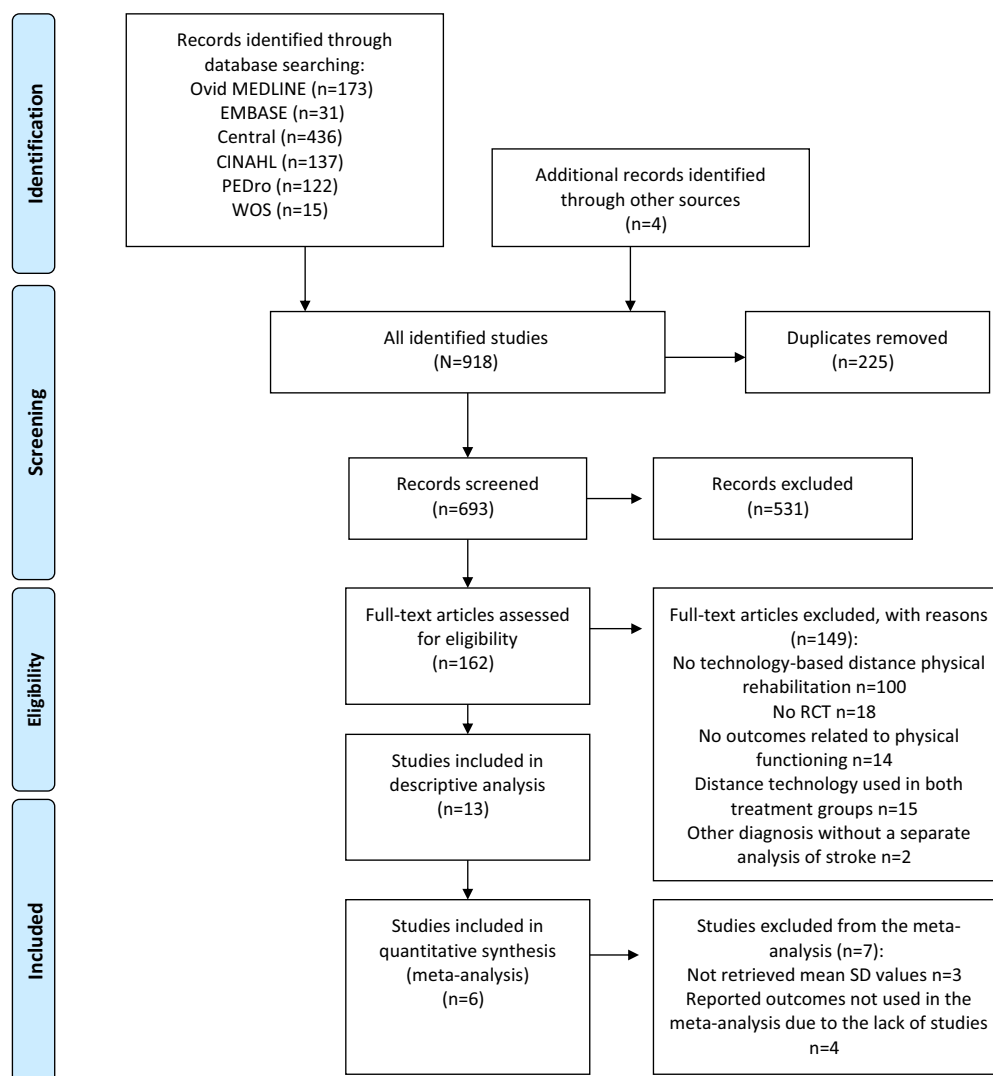 Identification
Records identified through
database searching:
Ovid MEDLINE (n=173)
EMBASE (n=31)
Central (n=436)
CINAHL (n=137)
PEDro (n=122)
WOS (n=15)
Additional records identified
through other sources
(n=4)
Screening
All identified studies
(N=918)
Duplicates removed
(n=225)
Records screened
(n=693)
Records excluded
(n=531)
Eligibility
Full-text articles assessed
for eligibility
(n=162)
Full-text articles excluded, with reasons
(n=149):
No technology-based distance physical
rehabilitation n=100
No RCT n=18
No outcomes related to physical
functioning n=14
Distance technology used in both
treatment groups n=15
Other diagnosis without a separate
analysis of stroke n=2
Studies included in
descriptive analysis
(n=13)
Included
Studies included in
quantitative synthesis
(meta-analysis)
(n=6)
Studies excluded from the meta-
analysis (n=7):
Not retrieved mean SD values n=3
Reported outcomes not used in the
meta-analysis due to the lack of studies
n=4